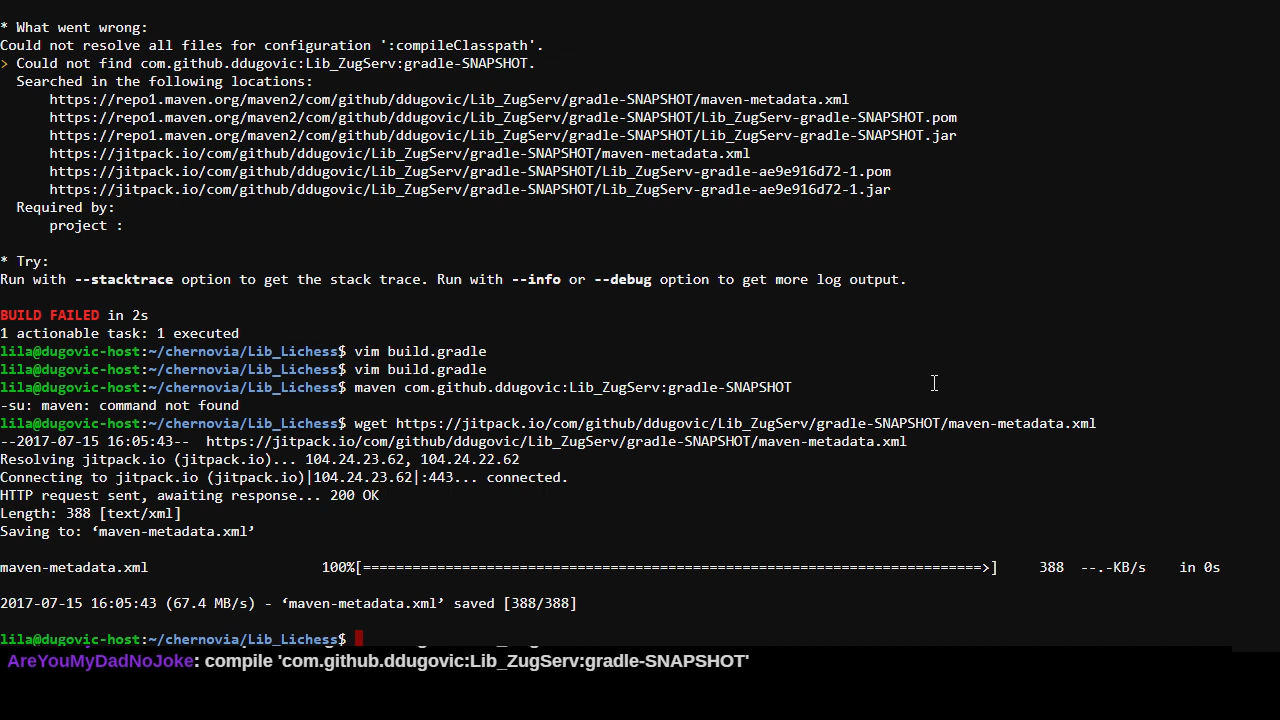 * What went wrong:
Could not resolve all files for configuration ':compileClasspath'.
> Could not find com.github.ddugovic:Lib_ZugServ:gradle-SNAPSHOT.
  Searched in the following locations:
      https://repo1.maven.org/maven2/com/github/ddugovic/Lib_ZugServ/gradle-SNAPSHOT/maven-metadata.xml
      https://repo1.maven.org/maven2/com/github/ddugovic/Lib_ZugServ/gradle-SNAPSHOT/Lib_ZugServ-gradle-SNAPSHOT.pom
      https://repo1.maven.org/maven2/com/github/ddugovic/Lib_ZugServ/gradle-SNAPSHOT/Lib_ZugServ-gradle-SNAPSHOT.jar
      https://jitpack.io/com/github/ddugovic/Lib_ZugServ/gradle-SNAPSHOT/maven-metadata.xml
      https://jitpack.io/com/github/ddugovic/Lib_ZugServ/gradle-SNAPSHOT/Lib_ZugServ-gradle-ae9e916d72-1.pom
      https://jitpack.io/com/github/ddugovic/Lib_ZugServ/gradle-SNAPSHOT/Lib_ZugServ-gradle-ae9e916d72-1.jar
  Required by:
      project :
* Try:
Run with --stacktrace option to get the stack trace. Run with --info or --debug option to get more log output.
BUILD FAILED in 2s
1 actionable task: 1 executed
lila@dugovic-host:~/chernovia/Lib_Lichess$ vim build.gradle
lila@dugovic-host:~/chernovia/Lib_Lichess$ vim build.gradle
lila@dugovic-host:~/chernovia/Lib_Lichess$ maven com.github.ddugovic:Lib_ZugServ:gradle-SNAPSHOT
-su: maven: command not found
lila@dugovic-host:~/chernovia/Lib_Lichess$ wget https://jitpack.io/com/github/ddugovic/Lib_ZugServ/gradle-SNAPSHOT/maven-metadata.xml
--2017-07-15 16:05:43--  https://jitpack.io/com/github/ddugovic/Lib_ZugServ/gradle-SNAPSHOT/maven-metadata.xml
Resolving jitpack.io (jitpack.io)... 104.24.23.62, 104.24.22.62
Connecting to jitpack.io (jitpack.io)|104.24.23.62|:443... connected.
HTTP request sent, awaiting response... 200 OK
Length: 388 [text/xml]
Saving to: ‘maven-metadata.xml’
maven-metadata.xml                     100%[===========================================================================>]     388  --.-KB/s    in 0s
2017-07-15 16:05:43 (67.4 MB/s) - ‘maven-metadata.xml’ saved [388/388]
lila@dugovic-host:~/chernovia/Lib_Lichess$
AreYouMyDadNoJoke: compile 'com.github.ddugovic:Lib_ZugServ:gradle-SNAPSHOT'